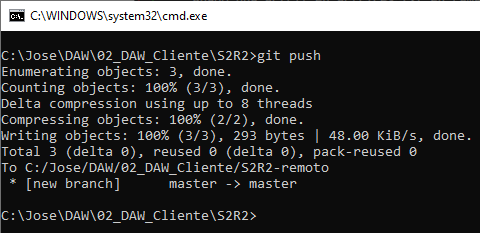 C:\WINDOWS\system32\cmd.exe
C:\Jose\DAW\02_DAW_Cliente\S2R2>git push
Enumerating objects: 3, done.
Counting objects: 100% (3/3), done.
Delta compression using up to 8 threads
Compressing objects: 100% (2/2), done.
Writing objects: 100% (3/3), 293 bytes | 48.00 KiB/s, done.
Total 3 (delta 0), reused 0 (delta 0), pack-reused 0
To C:/Jose/DAW/02_DAW_Cliente/S2R2-remoto
 * [new branch]      master -> master
C:\Jose\DAW\02_DAW_Cliente\S2R2>